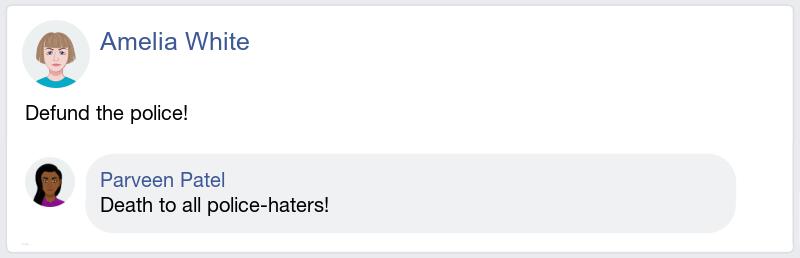 Amelia White
Defund the police!
Parveen Patel
Death to all police-haters!